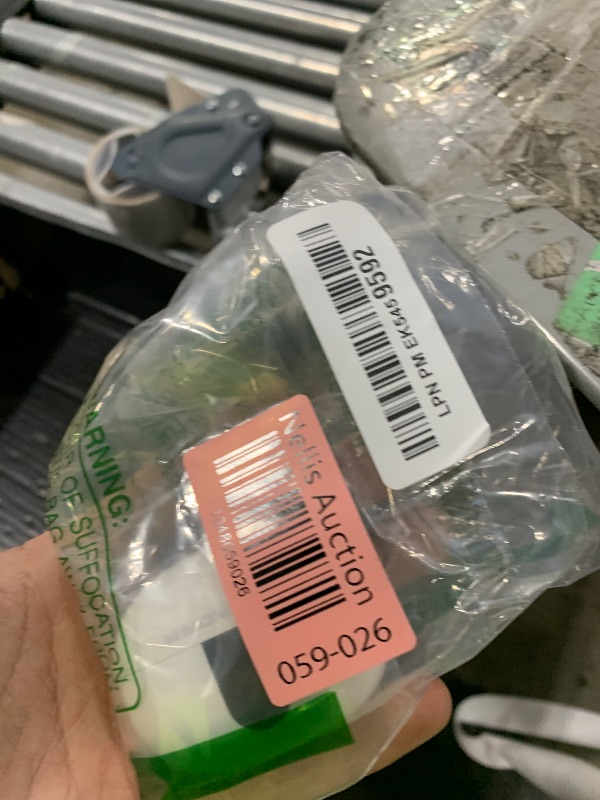 LPN PM EK5459592
Nellis Auction
059-026
WARNING:
OF SUFFOCATION,